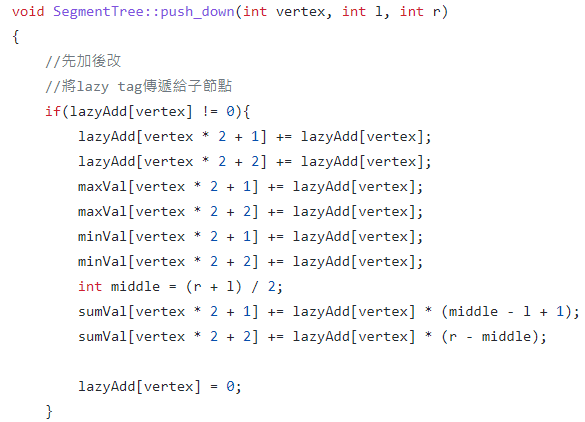 void SegmentTree::push_down(int vertex, int l, int r)
{
    //先加後改
    //將lazy tag傳遞給子節點
    if(lazyAdd[vertex] != 0){
        lazyAdd[vertex * 2 + 1] += lazyAdd[vertex];
        lazyAdd[vertex * 2 + 2] += lazyAdd[vertex];
        maxVal[vertex * 2 + 1] += lazyAdd[vertex];
        maxVal[vertex * 2 + 2] += lazyAdd[vertex];
        minVal[vertex * 2 + 1] += lazyAdd[vertex];
        minVal[vertex * 2 + 2] += lazyAdd[vertex];
        int middle = (r + l) / 2;
        sumVal[vertex * 2 + 1] += lazyAdd[vertex] * (middle - l + 1);
        sumVal[vertex * 2 + 2] += lazyAdd[vertex] * (r - middle);

        lazyAdd[vertex] = 0;
    }